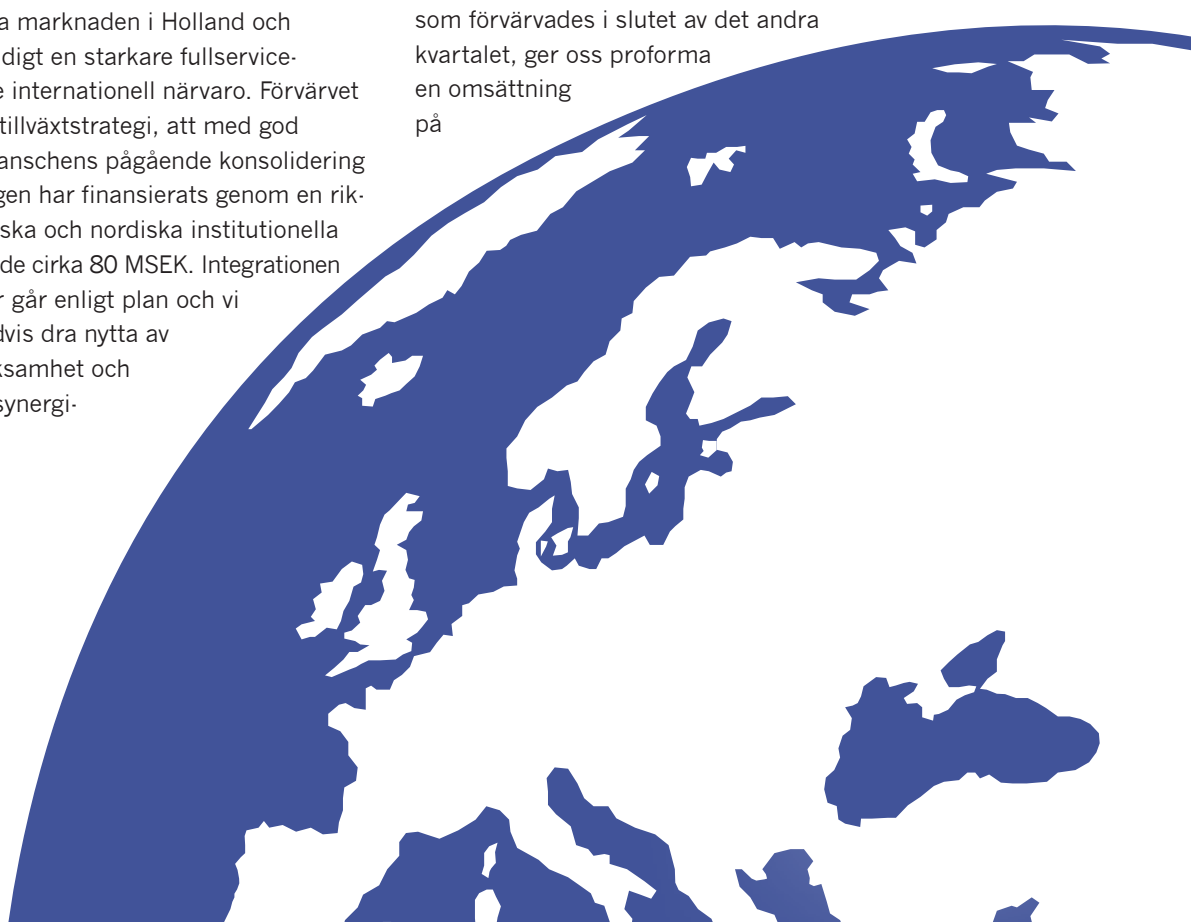 a marknaden i Holland och
digt en starkare fullservice-
e internationell närvaro. Förvärvet
tillväxtstrategi, att med god
anschens pågående konsolidering
gen har finansierats genom en rik-
ska och nordiska institutionella
de cirka 80 MSEK. Integrationen
r går enligt plan och vi
dvis dra nytta av
ksamhet och
synergi-
som förvärvades i slutet av det andra
kvartalet, ger oss proforma
en omsättning
på